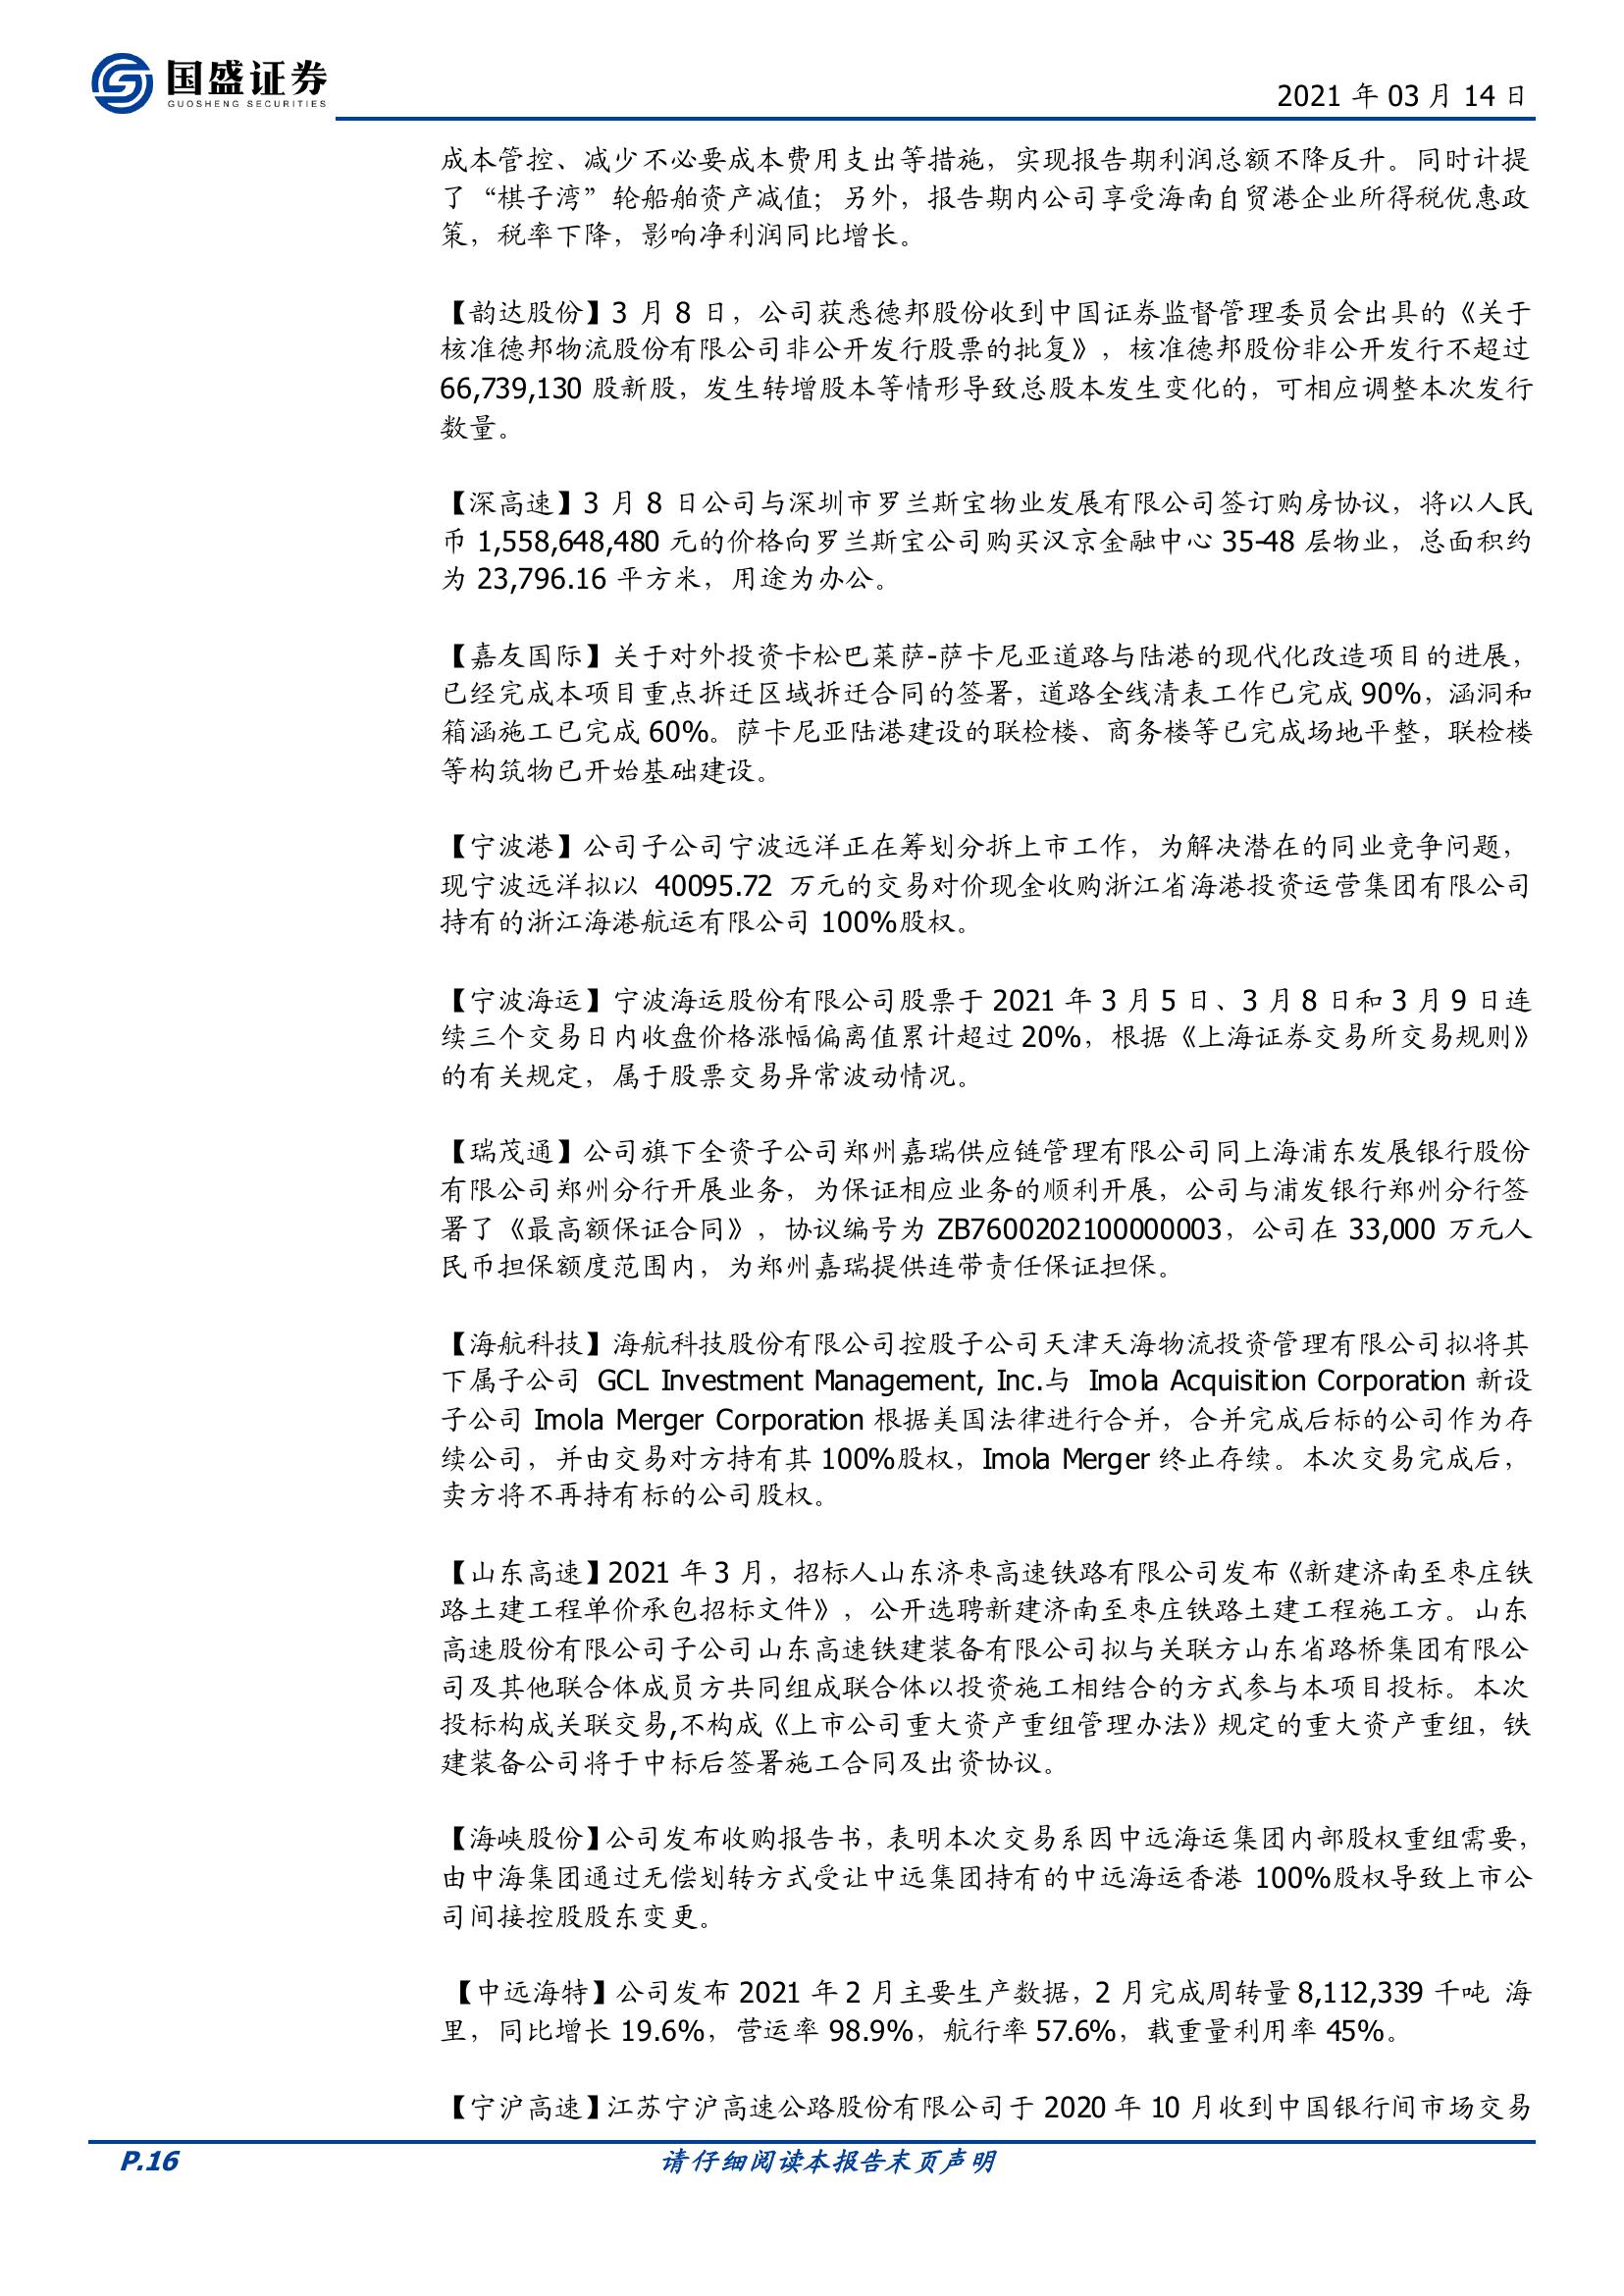 国盛证券
GUOSHENG SECURITIES
2021 年 03 月 14 日
成本管控、减少不必要成本费用支出等措施，实现报告期利润总额不降反升。同时计提
了“棋子湾”轮船舶资产减值；另外，报告期内公司享受海南自贸港企业所得税优惠政
策，税率下降，影响净利润同比增长。
【韵达股份】3 月 8 日，公司获悉德邦股份收到中国证券监督管理委员会出具的《关于
核准德邦物流股份有限公司非公开发行股票的批复》，核准德邦股份非公开发行不超过
66,739,130 股新股，发生转增股本等情形导致总股本发生变化的，可相应调整本次发行
数量。
【深高速】3 月 8 日公司与深圳市罗兰斯宝物业发展有限公司签订购房协议，将以人民
币 1,558,648,480 元的价格向罗兰斯宝公司购买汉京金融中心 35-48 层物业，总面积约
为 23,796.16 平方米，用途为办公。
【嘉友国际】关于对外投资卡松巴莱萨-萨卡尼亚道路与陆港的现代化改造项目的进展，
已经完成本项目重点拆迁区域拆迁合同的签署，道路全线清表工作已完成 90%，涵洞和
箱涵施工已完成 60%。萨卡尼亚陆港建设的联检楼、商务楼等已完成场地平整，联检楼
等构筑物已开始基础建设。
【宁波港】公司子公司宁波远洋正在筹划分拆上市工作，为解决潜在的同业竞争问题，
现宁波远洋拟以 40095.72 万元的交易对价现金收购浙江省海港投资运营集团有限公司
持有的浙江海港航运有限公司 100%股权。
【宁波海运】宁波海运股份有限公司股票于 2021 年 3 月 5 日、3 月 8 日和 3 月 9 日连
续三个交易日内收盘价格涨幅偏离值累计超过 20%，根据《上海证券交易所交易规则》
的有关规定，属于股票交易异常波动情况。
【瑞茂通】公司旗下全资子公司郑州嘉瑞供应链管理有限公司同上海浦东发展银行股份
有限公司郑州分行开展业务，为保证相应业务的顺利开展，公司与浦发银行郑州分行签
署了《最高额保证合同》，协议编号为 ZB7600202100000003，公司在 33,000 万元人
民币担保额度范围内，为郑州嘉瑞提供连带责任保证担保。
【海航科技】海航科技股份有限公司控股子公司天津天海物流投资管理有限公司拟将其
下属子公司 GCL Investment Management, Inc.与 Imola Acquisition Corporation 新设
子公司 Imola Merger Corporation 根据美国法律进行合并，合并完成后标的公司作为存
续公司，并由交易对方持有其 100%股权，Imola Merger 终止存续。本次交易完成后，
卖方将不再持有标的公司股权。
【山东高速】2021 年 3 月，招标人山东济枣高速铁路有限公司发布《新建济南至枣庄铁
路土建工程单价承包招标文件》，公开选聘新建济南至枣庄铁路土建工程施工方。山东
高速股份有限公司子公司山东高速铁建装备有限公司拟与关联方山东省路桥集团有限公
司及其他联合体成员方共同组成联合体以投资施工相结合的方式参与本项目投标。本次
投标构成关联交易,不构成《上市公司重大资产重组管理办法》规定的重大资产重组，铁
建装备公司将于中标后签署施工合同及出资协议。
【海峡股份】公司发布收购报告书，表明本次交易系因中远海运集团内部股权重组需要，
由中海集团通过无偿划转方式受让中远集团持有的中远海运香港 100%股权导致上市公
司间接控股股东变更。
【中远海特】公司发布 2021 年 2 月主要生产数据，2 月完成周转量 8,112,339 千吨 海
里，同比增长 19.6%，营运率 98.9%，航行率 57.6%，载重量利用率 45%。
【宁沪高速】江苏宁沪高速公路股份有限公司于 2020 年 10 月收到中国银行间市场交易
P.16
请仔细阅读本报告末页声明